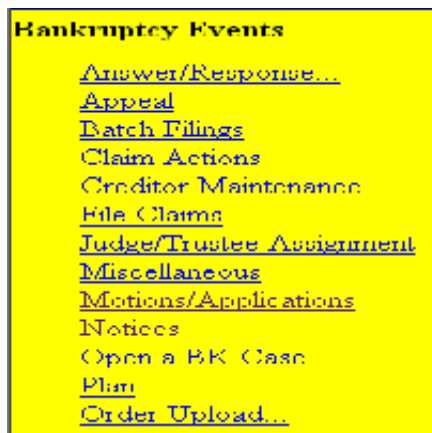 Bankruptcy Events
Answer/Response...
Appeal
Batch Filings
Claim Actions
Creditor Maintenance
File Claims
Judge/Trustee Assignment
Miscellaneous
Motions/Applications
Notices
Open a BK Case
Plan
Order Upload...